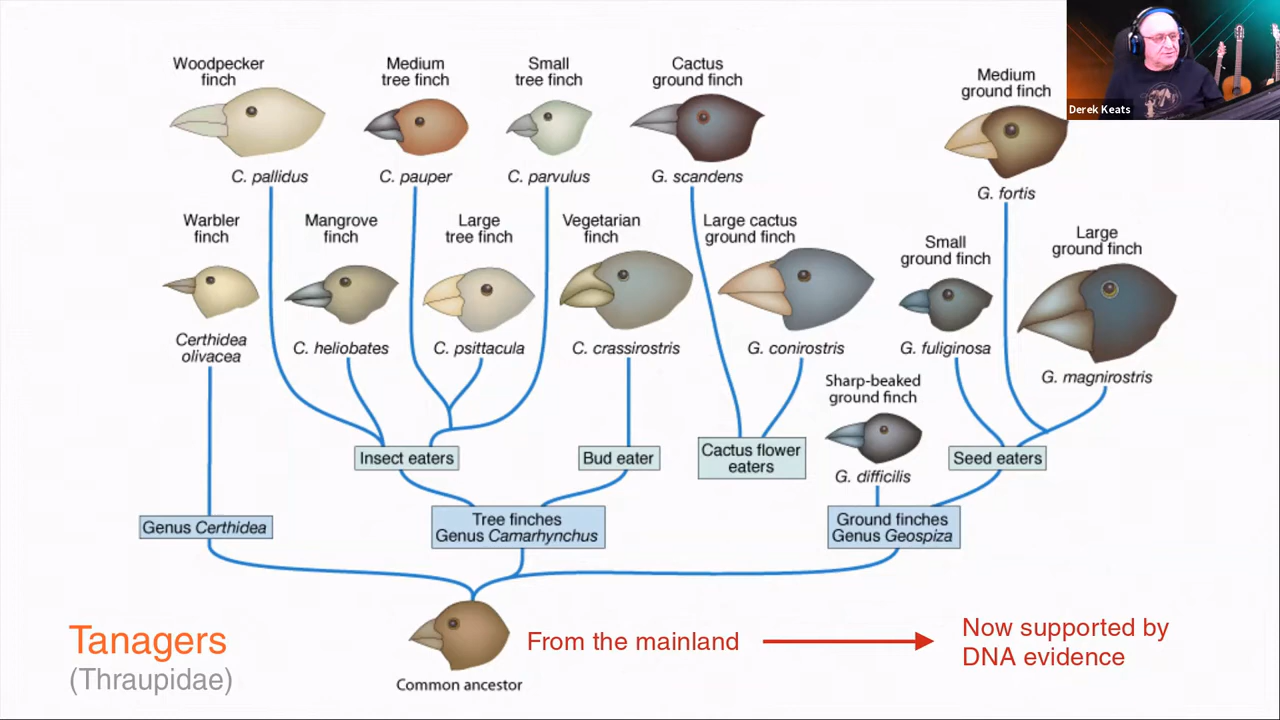 Woodpecker
finch
Medium
tree finch
Small
tree finch
Cactus
ground finch
Medium
ground finch
Derek Keats
C. pallidus
C. pauper
C. parvulus
G. scandens
G. fortis
Warbler
finch
Mangrove
finch
Large
tree finch
Vegetarian
finch
Large cactus
ground finch
Small
ground finch
Large
ground finch
Certhidea
olivacea
C. heliobates
C. psittacula
C. crassirostris
G. conirostris
G. fuliginosa
G. magnirostris
Sharp-beaked
ground finch
G. difficilis
Insect eaters
Bud eater
Cactus flower
eaters
Seed eaters
Genus Certhidea
Tree finches
Genus Camarhynchus
Ground finches
Genus Geospiza
Tanagers
(Thraupidae)
Common ancestor
From the mainland
Now supported by
DNA evidence